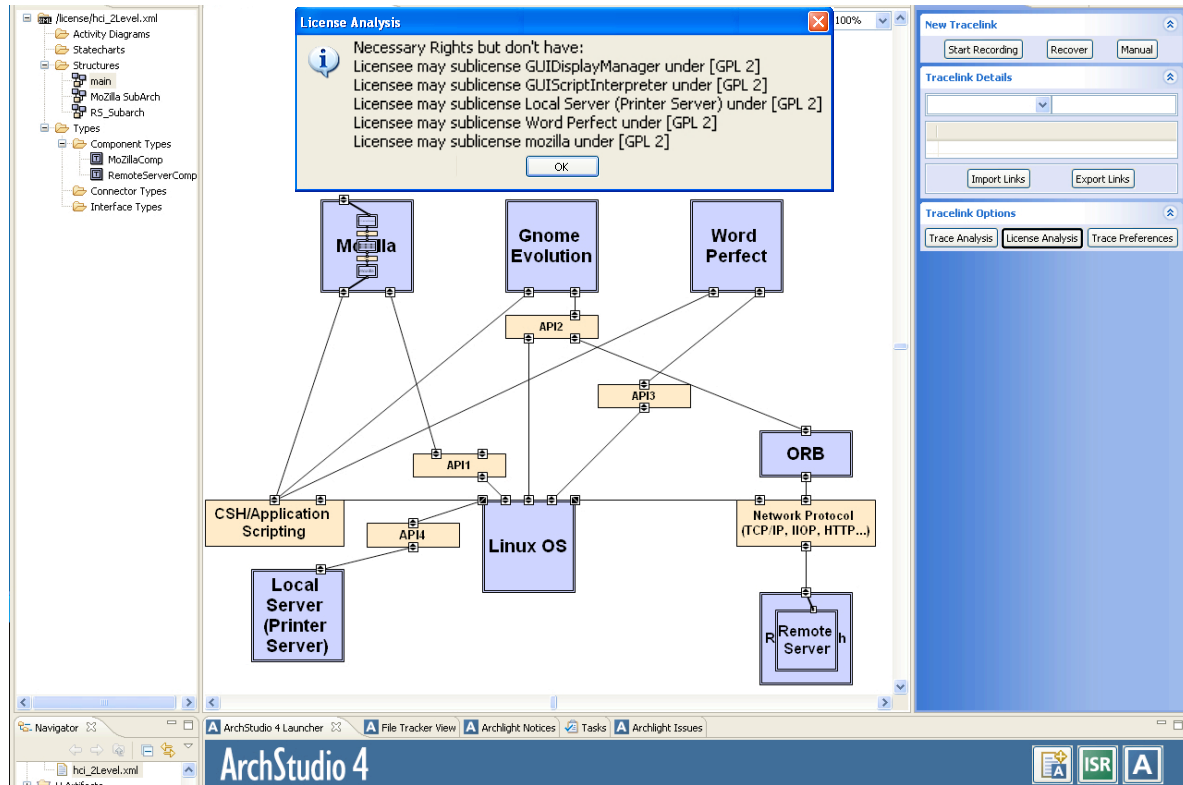 /license/hci_2Level.xml
Activity Diagrams
Statecharts
Structures
main
MoZilla SubArch
RS_Subarch
Types
Component Types
MoZillaComp
RemoteServerComp
Connector Types
Interface Types
License Analysis
Necessary Rights but don't have:
Licensee may sublicense GUIDisplayManager under [GPL 2]
Licensee may sublicense GUIScriptInterpreter under [GPL 2]
Licensee may sublicense Local Server (Printer Server) under [GPL 2]
Licensee may sublicense Word Perfect under [GPL 2]
Licensee may sublicense mozilla under [GPL 2]
OK
100%
New Tracelink
Start Recording
Recover
Manual
Tracelink Details
Import Links
Export Links
Tracelink Options
Trace Analysis
License Analysis
Trace Preferences
Gnome
Evolution
Word
Perfect
API2
API3
API1
ORB
CSH/Application
Scripting
API4
Linux OS
Network Protocol
(TCP/IP, IIOP, HTTP...)
Local
Server
(Printer
Server)
Remote
Server
Navigator
hci_2Level.xml
ArchStudio 4 Launcher
File Tracker View
Archlight Notices
Tasks
Archlight Issues
ArchStudio 4
A
ISR
A